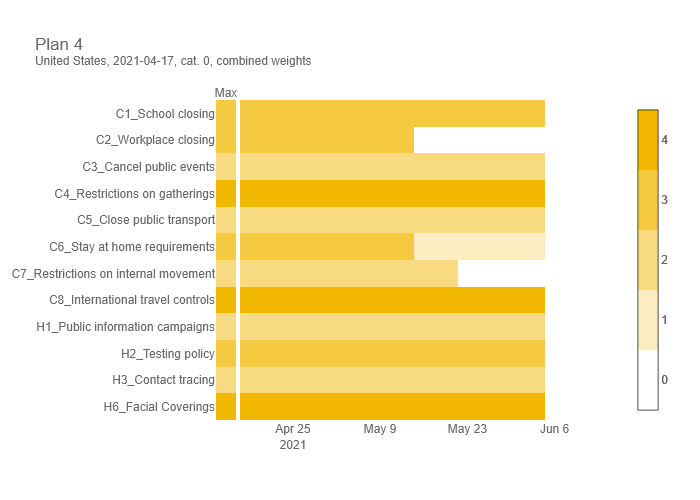 Plan 4
United States, 2021-04-17, cat. 0, combined weights
Max
C1_School closing
C2_Workplace closing
C3_Cancel public events
C4_Restrictions on gatherings
C5_Close public transport
C6_Stay at home requirements
C7_Restrictions on internal movement
C8_International travel controls
H1_Public information campaigns
H2_Testing policy
H3_Contact tracing
H6_Facial Coverings
Apr 25 May 9 May 23 Jun 6
2021
4
3
2
1
0